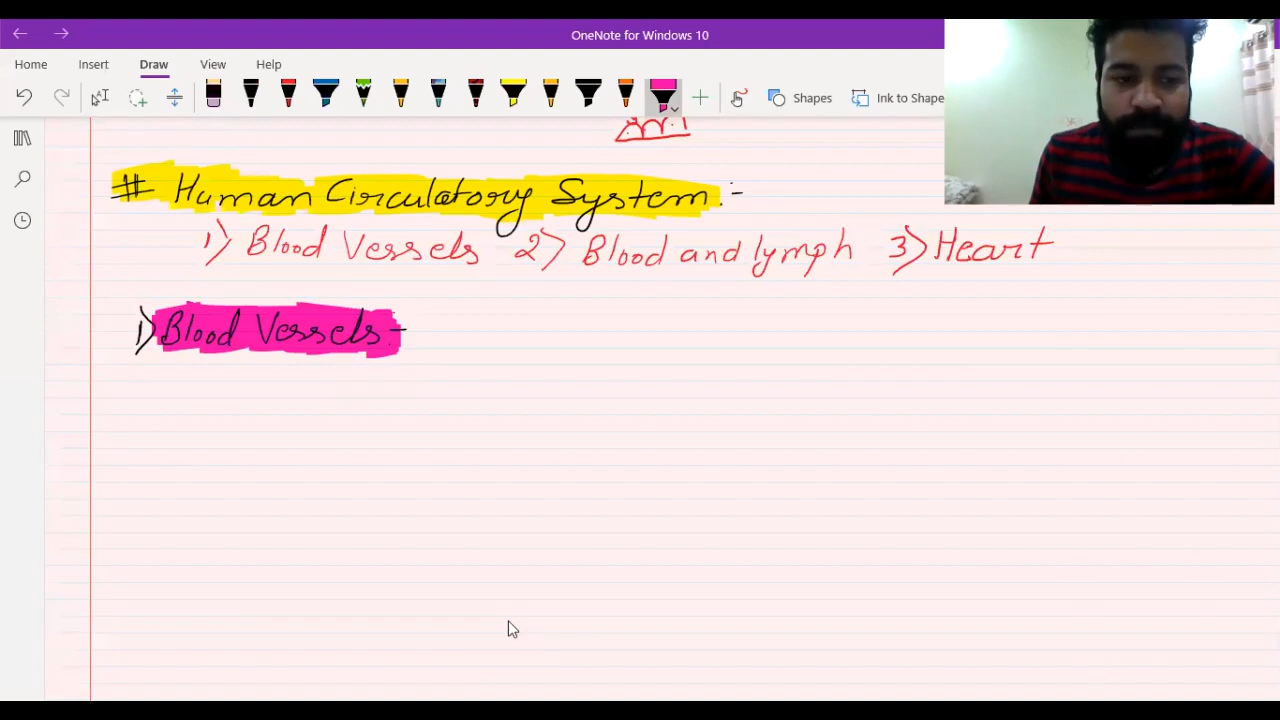 OneNote for Windows 10
Home Insert Draw View Help
Shapes Ink to Shape
# Human Circulatory System :-
1) Blood Vessels 2) Blood and lymph 3) Heart
1) Blood Vessels :-